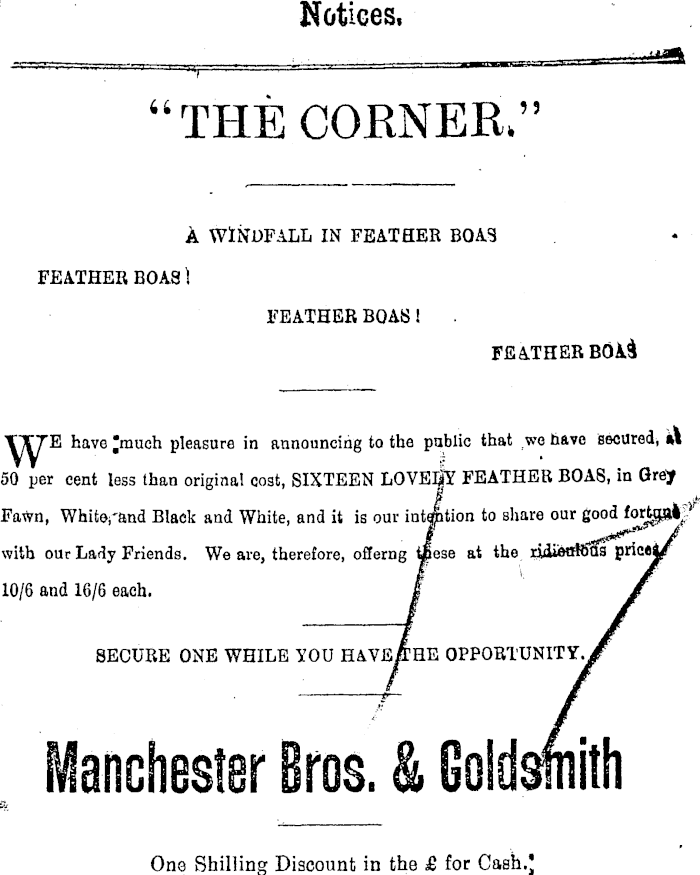 Notices.
"THE CORNER."
A WINDFALL IN FEATHER BOAS
FEATHER BOAS!
FEATHER BOAS!
FEATHER BOAS
WE have much pleasure in announcing to the public that we have secured, at
50 per cent less than original cost, SIXTEEN LOVELY FEATHER BOAS, in Grey
Fawn, White, and Black and White, and it is our intention to share our good fortune
with our Lady Friends. We are, therefore, offerng these at the ridiculous prices
10/6 and 16/6 each.
SECURE ONE WHILE YOU HAVE THE OPPORTUNITY.
Manchester Bros. & Goldsmith
One Shilling Discount in the £ for Cash.